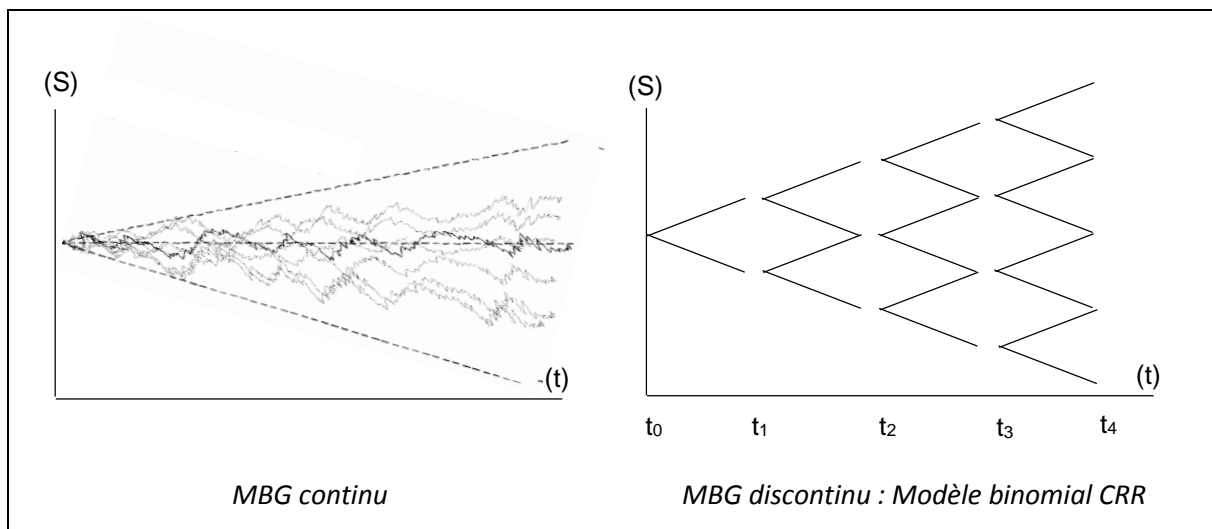 (S)
(t)
MBG continu
(S)
(t)
t0 t1 t2 t3 t4
MBG discontinu : Modèle binomial CRR